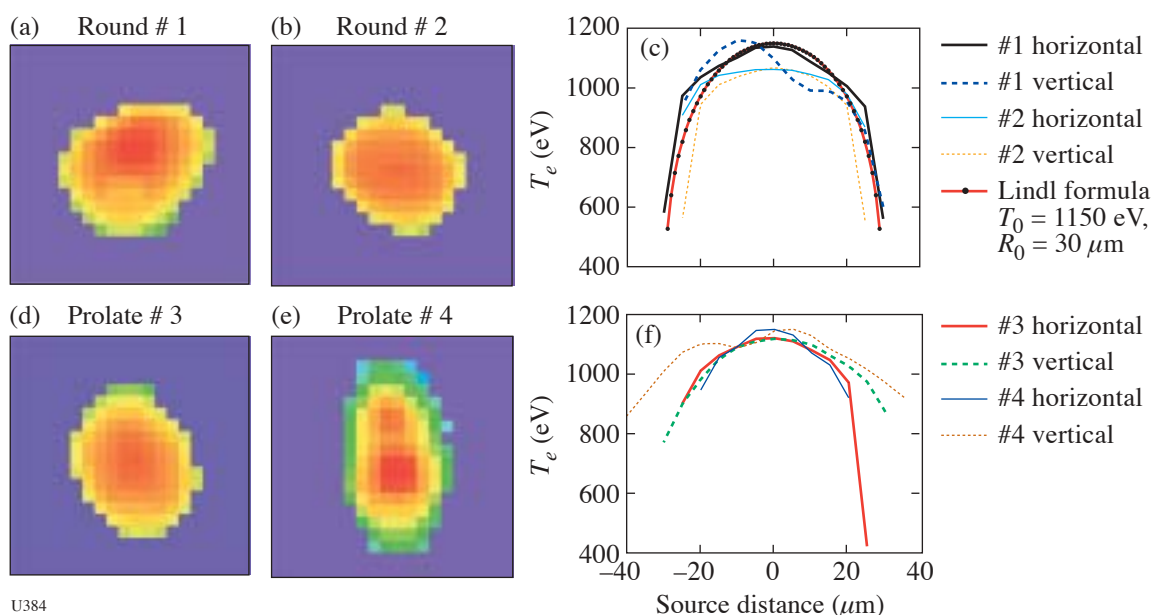 (a) Round # 1
(b) Round # 2
(c)
1200
1000
800
600
400
T_e (eV)
–40 –20 0 20 40
#1 horizontal
#1 vertical
#2 horizontal
#2 vertical
Lindl formula
T_0 = 1150 eV,
R_0 = 30 μm
(d) Prolate # 3
(e) Prolate # 4
(f)
1200
1000
800
600
400
T_e (eV)
Source distance (μm)
#3 horizontal
#3 vertical
#4 horizontal
#4 vertical
U384